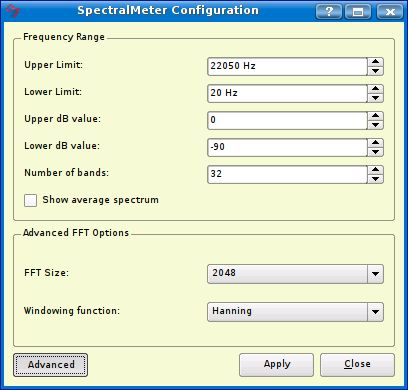 SpectralMeter Configuration
Frequency Range
Upper Limit: 22050 Hz
Lower Limit: 20 Hz
Upper dB value: 0
Lower dB value: -90
Number of bands: 32
Show average spectrum
Advanced FFT Options
FFT Size: 2048
Windowing function: Hanning
Advanced Apply Close